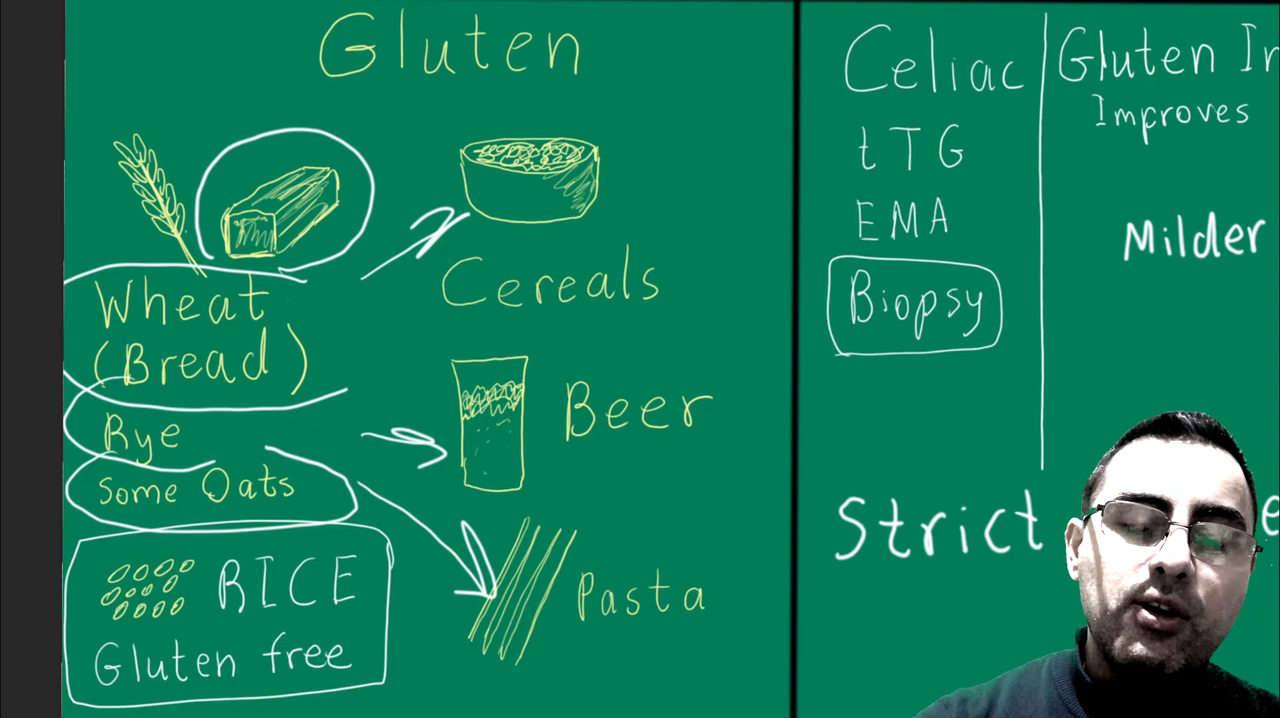 Gluten
Wheat
(Bread)
Rye
Some Oats
RICE
Gluten free
Cereals
Beer
Pasta
Celiac
tTG
EMA
Biopsy
Gluten
Improves
Milder
Strict